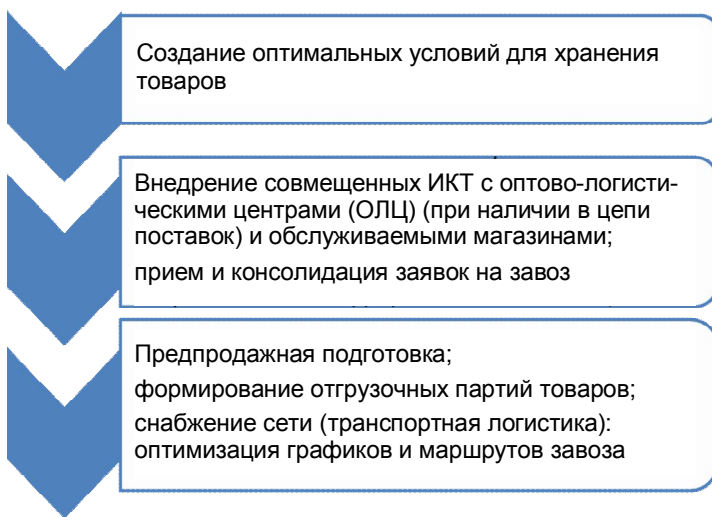 Создание оптимальных условий для хранения
товаров
Внедрение совмещенных ИКТ с оптово-логисти-
ческими центрами (ОЛЦ) (при наличии в цепи
поставок) и обслуживаемыми магазинами;
прием и консолидация заявок на завоз
Предпродажная подготовка;
формирование отгрузочных партий товаров;
снабжение сети (транспортная логистика):
оптимизация графиков и маршрутов завоза